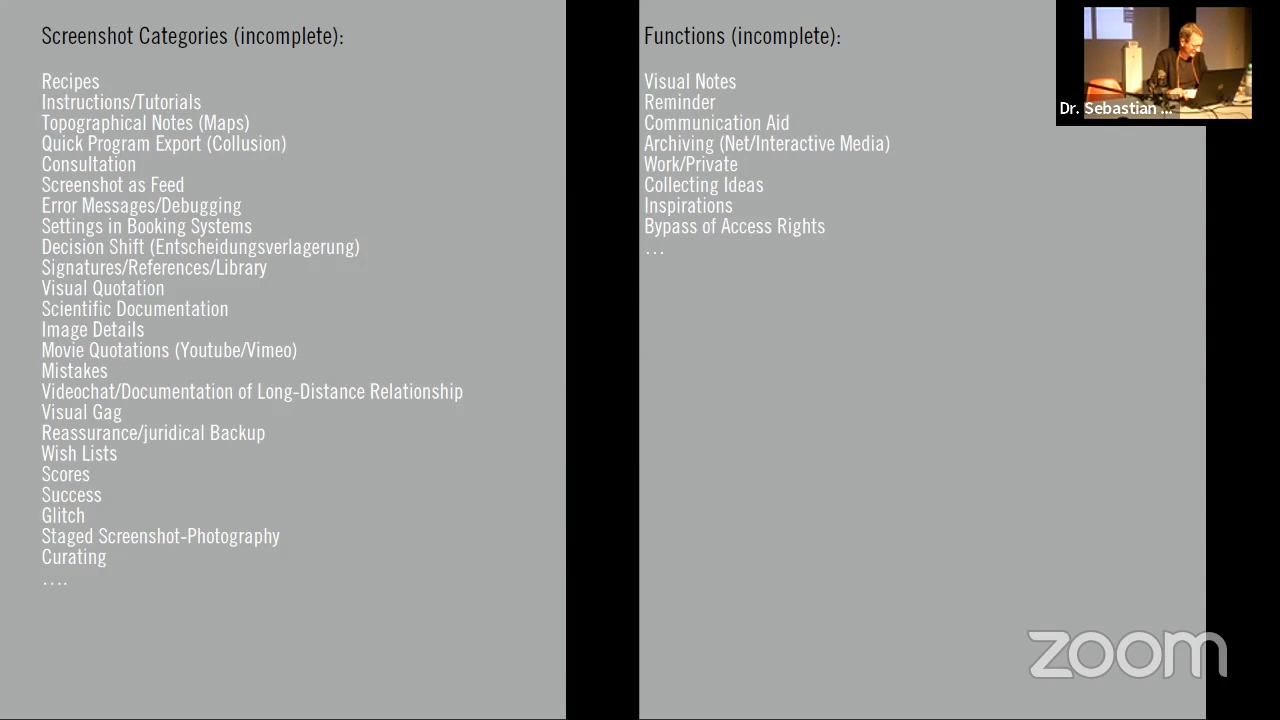 Screenshot Categories (incomplete):
Recipes
Instructions/Tutorials
Topographical Notes (Maps)
Quick Program Export (Collusion)
Consultation
Screenshot as Feed
Error Messages/Debugging
Settings in Booking Systems
Decision Shift (Entscheidungsverlagerung)
Signatures/References/Library
Visual Quotation
Scientific Documentation
Image Details
Movie Quotations (Youtube/Vimeo)
Mistakes
Videochat/Documentation of Long-Distance Relationship
Visual Gag
Reassurance/juridical Backup
Wish Lists
Scores
Success
Glitch
Staged Screenshot-Photography
Curating
....
Functions (incomplete):
Visual Notes
Reminder
Communication Aid
Archiving (Net/Interactive Media)
Work/Private
Collecting Ideas
Inspirations
Bypass of Access Rights
...
Dr. Sebastian ...
zoom